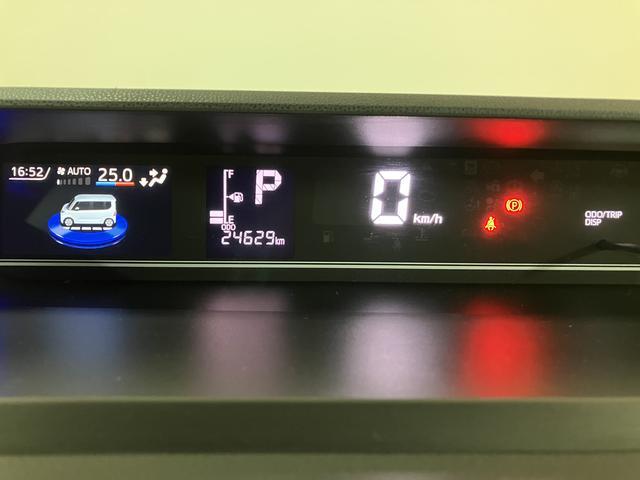 16:52/ AUTO 25.0
F
P
E
ODO
24629km
0 km/h
(P)
ODO/TRIP
DISP